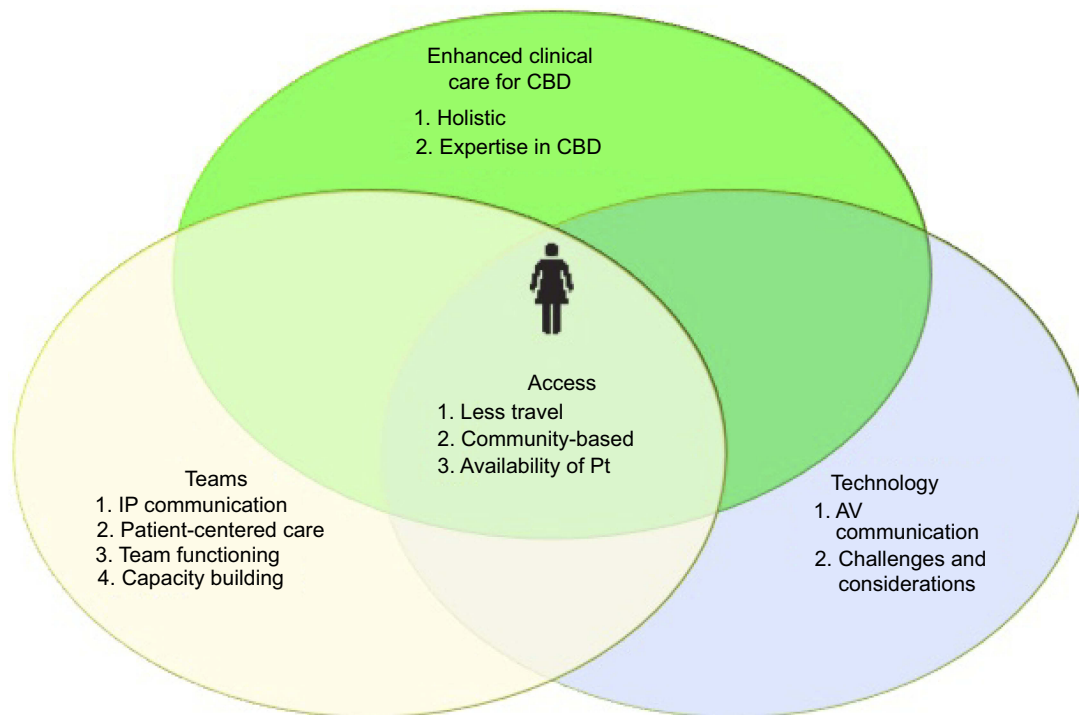 Enhanced clinical
care for CBD
1. Holistic
2. Expertise in CBD
Access
1. Less travel
2. Community-based
3. Availability of Pt
Teams
1. IP communication
2. Patient-centered care
3. Team functioning
4. Capacity building
Technology
1. AV
communication
2. Challenges and
considerations